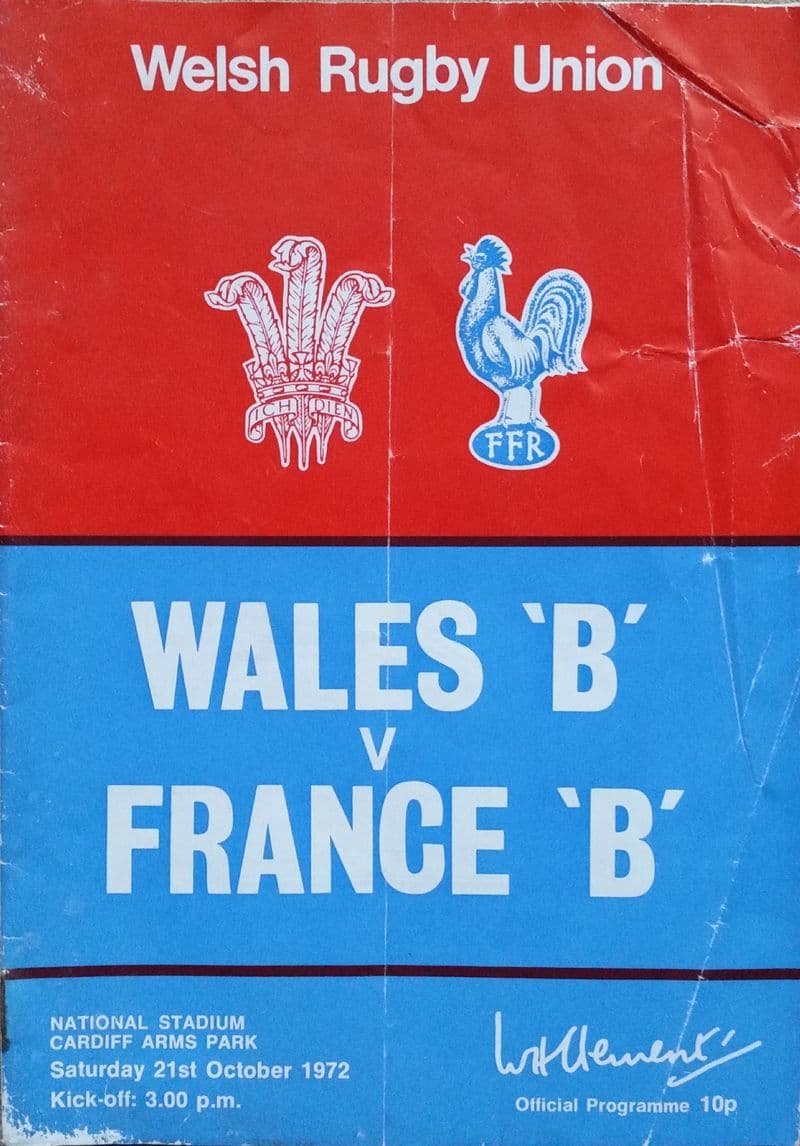 Welsh Rugby Union
ICH DIEN
FFR
WALES ‘B’
V
FRANCE ‘B’
NATIONAL STADIUM
CARDIFF ARMS PARK
Saturday 21st October 1972
Kick-off: 3.00 p.m.
WHClement
Official Programme 10p